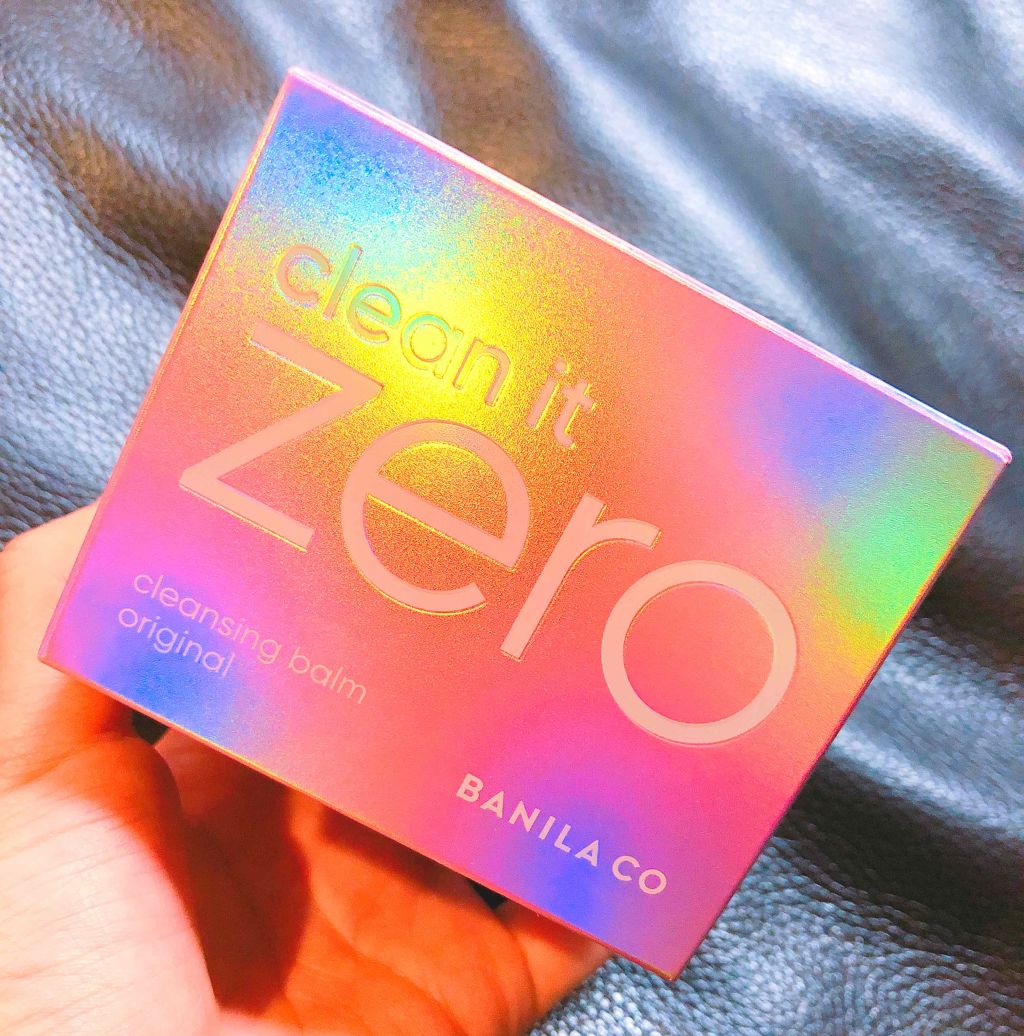 clean it
zero
cleansing balm
original
BANILA CO